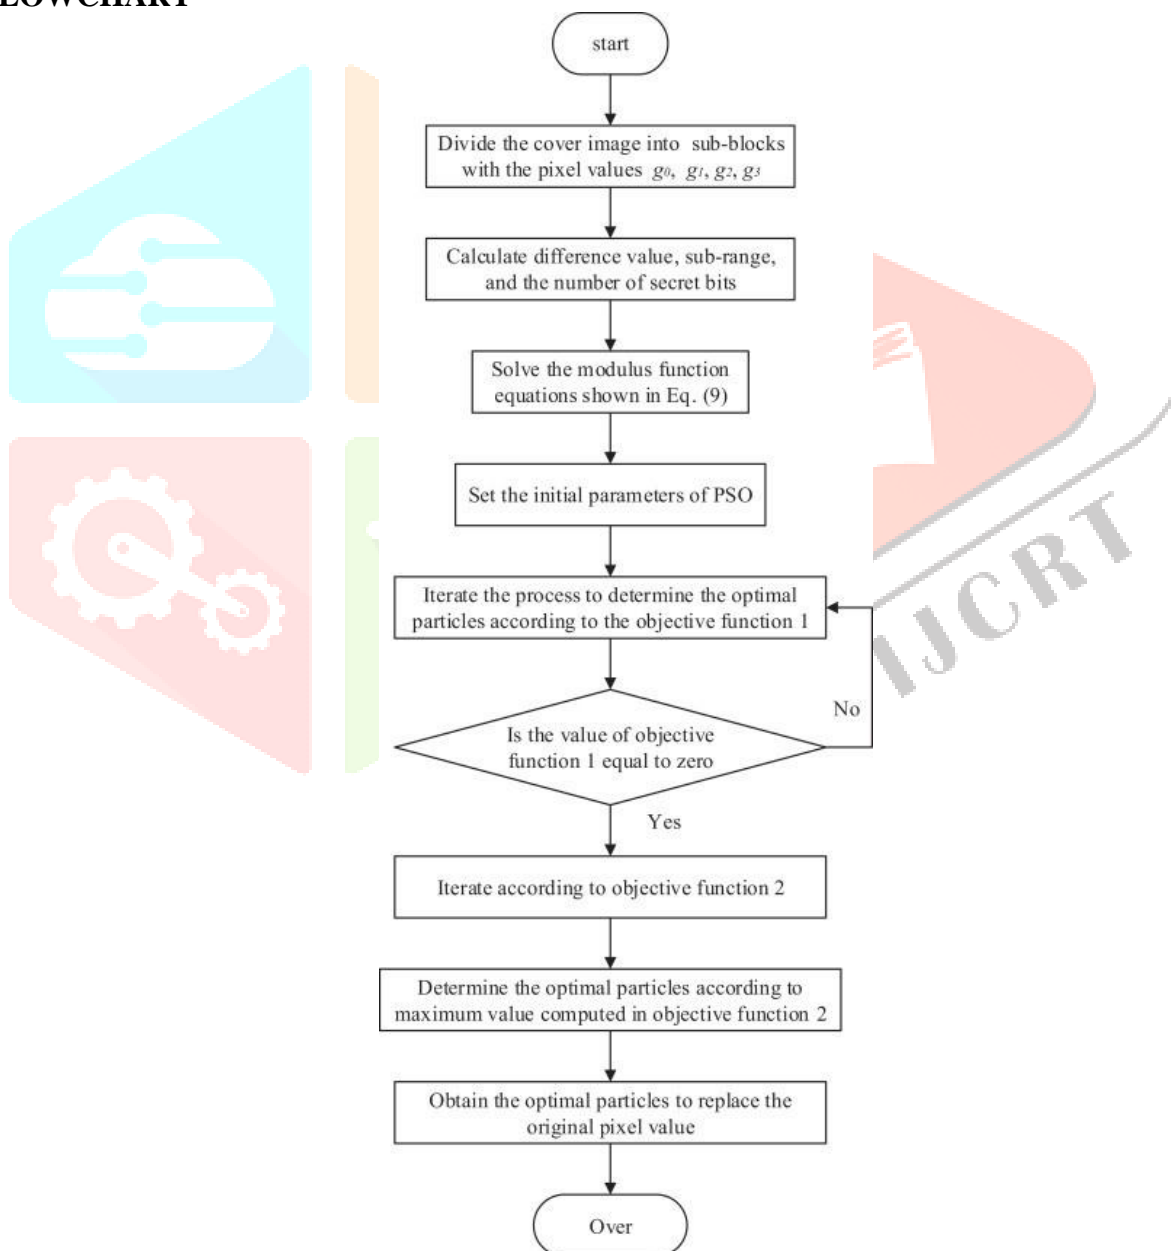 start
Divide the cover image into sub-blocks
with the pixel values g0, g1, g2, g3
Calculate difference value, sub-range,
and the number of secret bits
Solve the modulus function
equations shown in Eq. (9)
Set the initial parameters of PSO
Iterate the process to determine the optimal
particles according to the objective function 1
No
Is the value of objective
function 1 equal to zero
Yes
Iterate according to objective function 2
Determine the optimal particles according to
maximum value computed in objective function 2
Obtain the optimal particles to replace the
original pixel value
Over
IJCRT